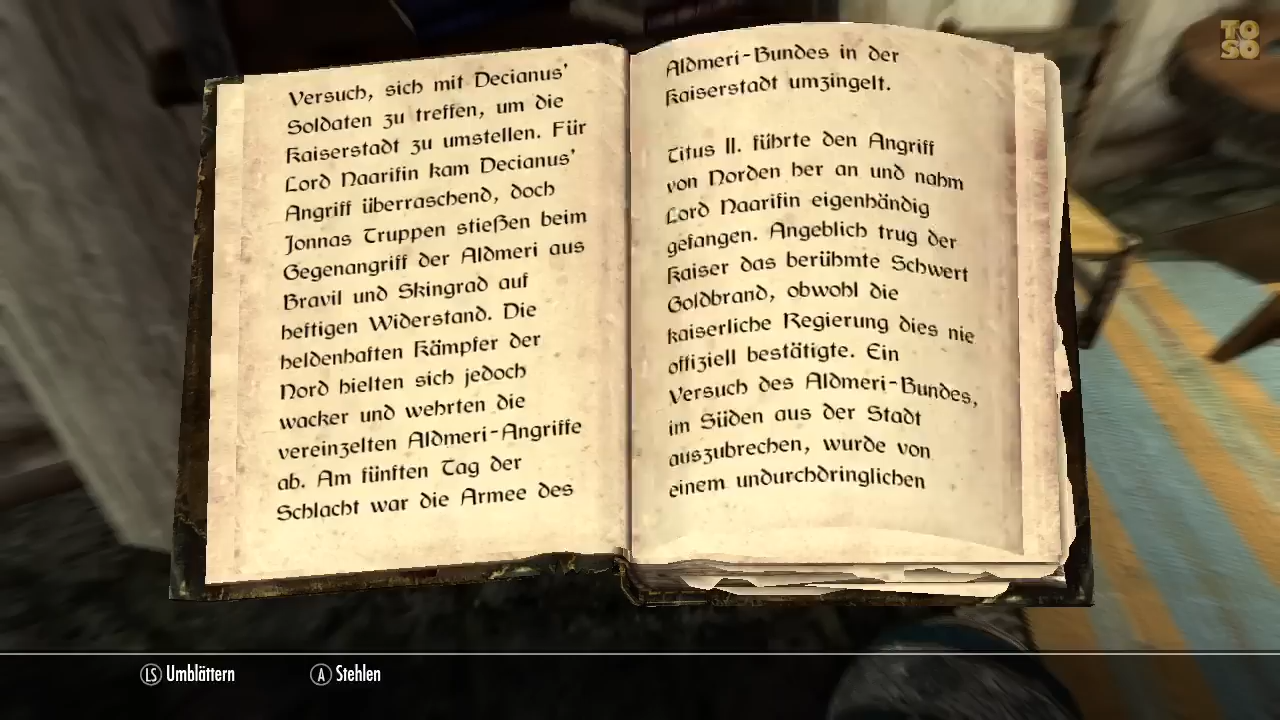 Versuch, sich mit Decianus'
Soldaten zu treffen, um die
Kaiserstadt zu umstellen. Für
Lord Naarifin kam Decianus'
Angriff überraschend, doch
Jonnas Truppen stießen beim
Gegenangriff der Aldmeri aus
Bravil und Skingrad auf
heftigen Widerstand. Die
heldenhaften Kämpfer der
Nord hielten sich jedoch
wacker und wehrten die
vereinzelten Aldmeri-Angriffe
ab. Am fünften Tag der
Schlacht war die Armee des
Aldmeri-Bundes in der
Kaiserstadt umzingelt.
Titus II. führte den Angriff
von Norden her an und nahm
Lord Naarifin eigenhändig
gefangen. Angeblich trug der
Kaiser das berühmte Schwert
Goldbrand, obwohl die
kaiserliche Regierung dies nie
offiziell bestätigte. Ein
Versuch des Aldmeri-Bundes,
im Süden aus der Stadt
auszubrechen, wurde von
einem undurchdringlichen
LS Umblättern
A Stehlen
TO
SO